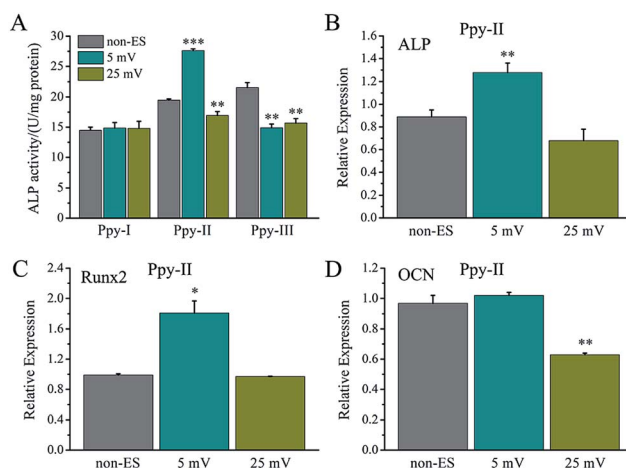 A
non-ES
5 mV
25 mV
ALP activity/(U/mg protein)
30
25
20
15
10
5
0
***
**
**
**
Ppy-I
Ppy-II
Ppy-III
B
Ppy-II
ALP
Relative Expression
1.6
1.4
1.2
1.0
0.8
0.6
0.4
0.2
0.0
**
non-ES
5 mV
25 mV
C
Ppy-II
Runx2
Relative Expression
2.4
2.0
1.6
1.2
0.8
0.4
0.0
*
non-ES
5 mV
25 mV
D
Ppy-II
OCN
Relative Expression
1.2
1.0
0.8
0.6
0.4
0.2
0.0
**
non-ES
5 mV
25 mV